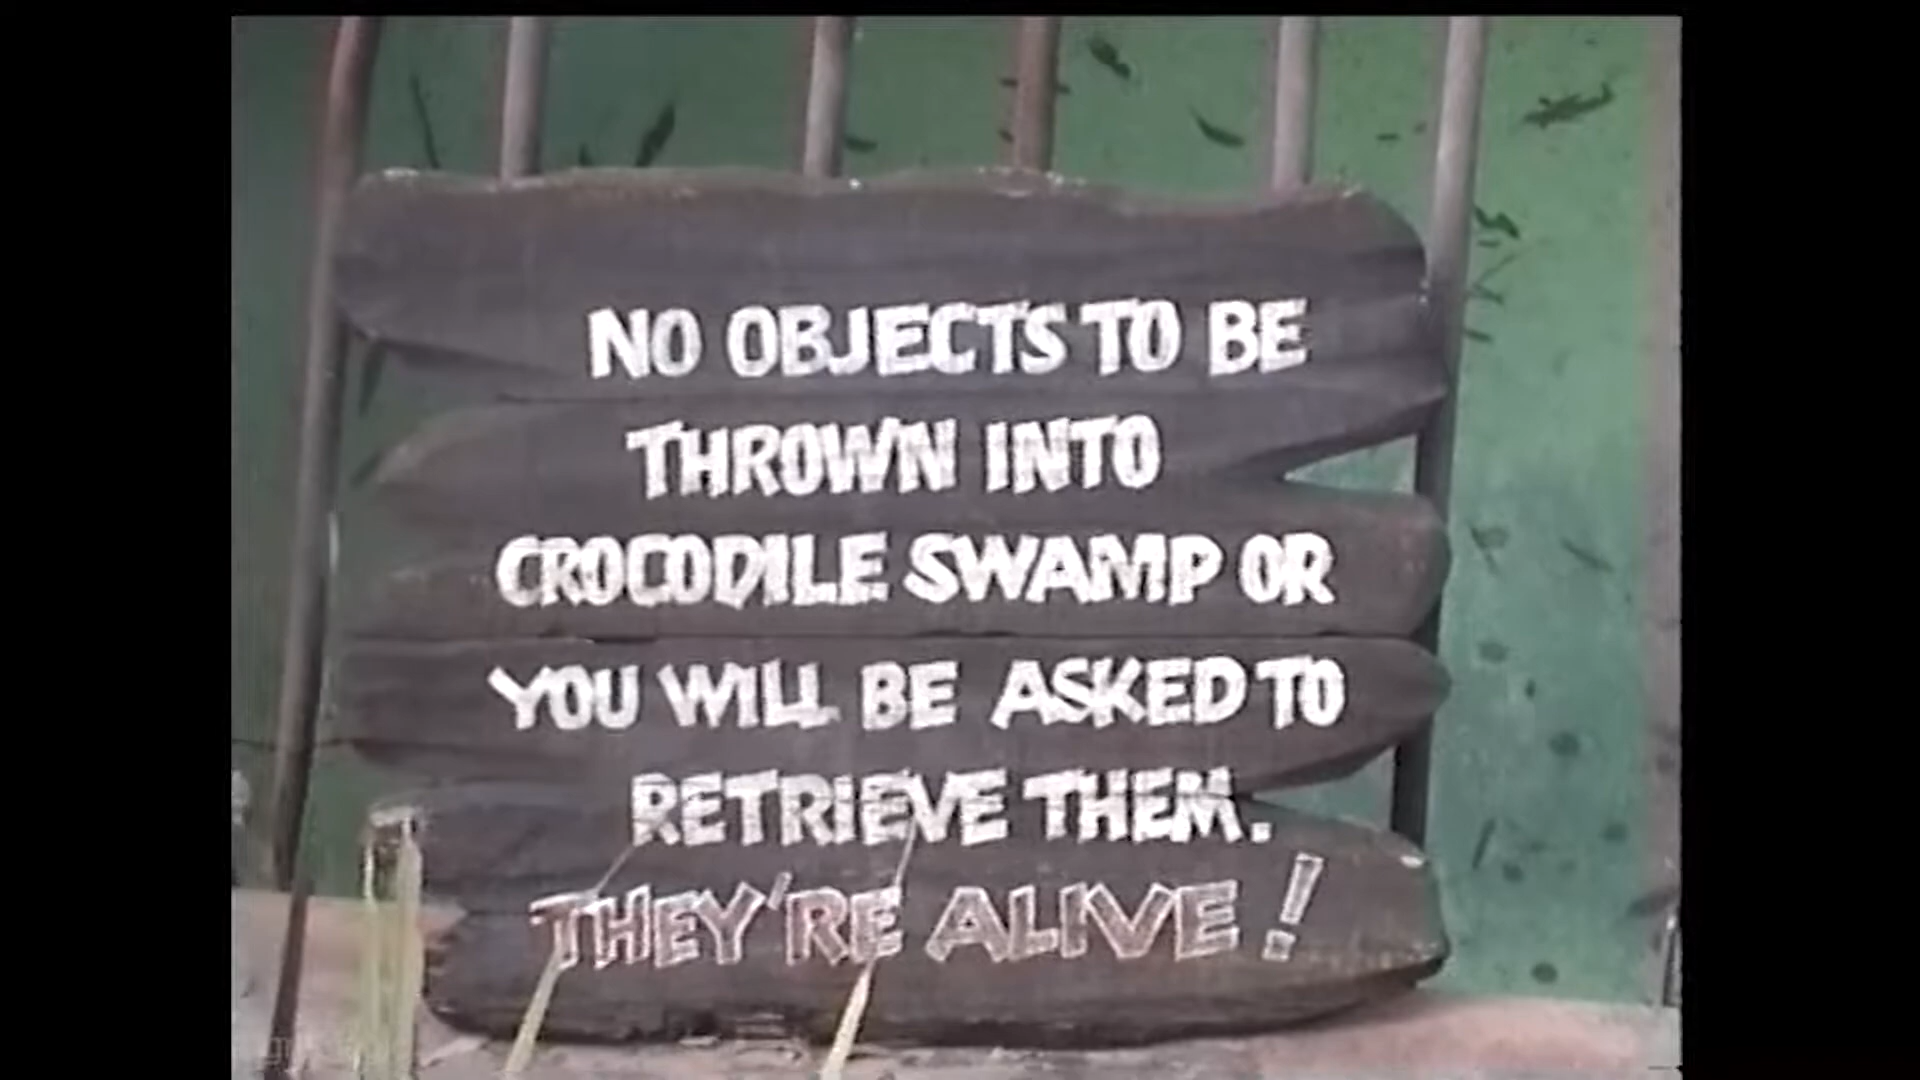 NO OBJECTS TO BE
THROWN INTO
CROCODILE SWAMP OR
YOU WILL BE ASKED TO
RETRIEVE THEM.
THEY'RE ALIVE!